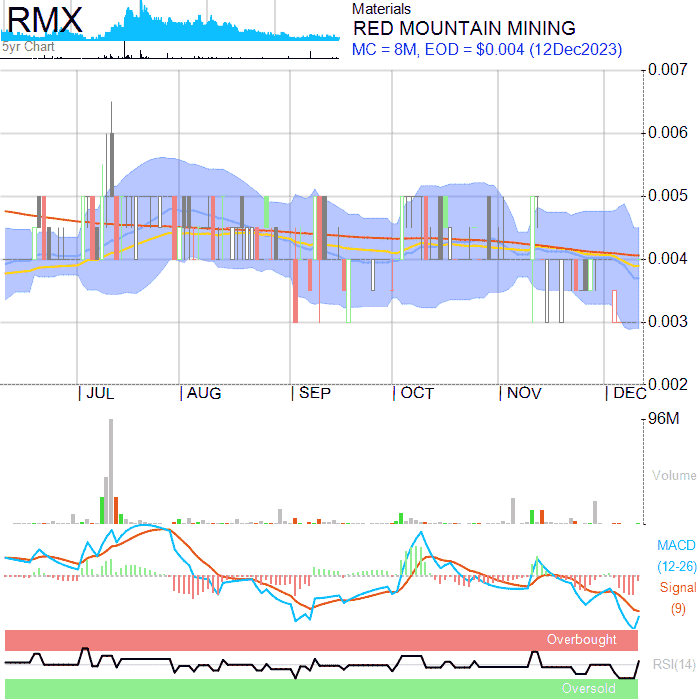 RMX
5yr Chart
Materials
RED MOUNTAIN MINING
MC = 8M, EOD = $0.004 (12Dec2023)
0.007
0.006
0.005
0.004
0.003
0.002
JUL AUG SEP OCT NOV DEC
96M
Volume
MACD
(12-26)
Signal
(9)
Overbought
RSI(14)
Oversold